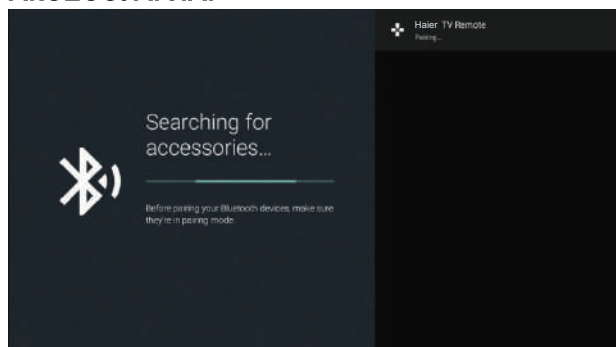 Haier TV Remote
Pairing...
Searching for
accessories...
Before pairing your Bluetooth devices, make sure
they're in pairing mode.